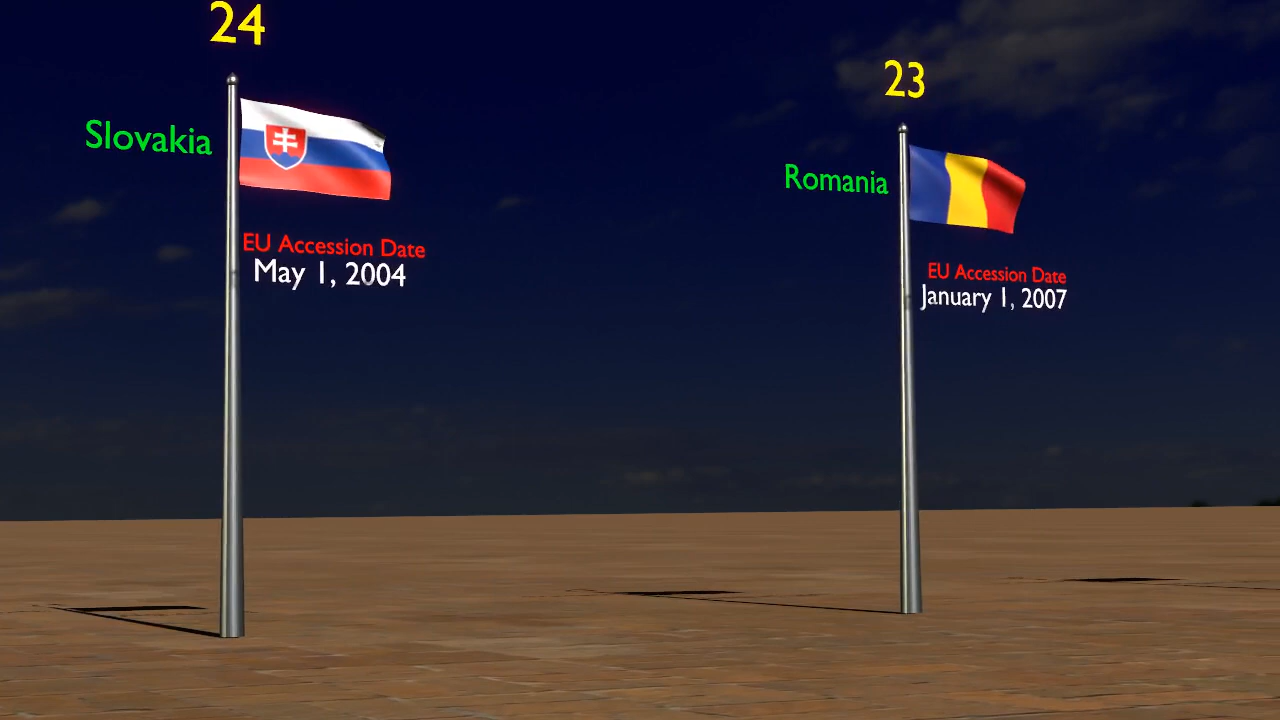 24
Slovakia
EU Accession Date
May 1, 2004
23
Romania
EU Accession Date
January 1, 2007